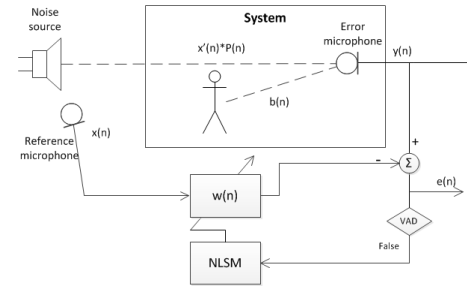 Noise
source
System
Error
microphone
x'(n)*P(n)
y(n)
b(n)
x(n)
Reference
microphone
+
-
Σ
w(n)
e(n)
VAD
False
NLSM